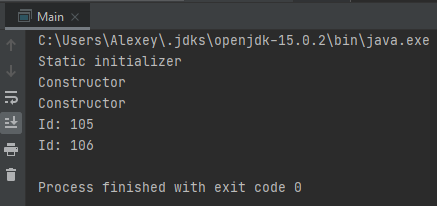 Main
C:\Users\Alexey\.jdks\openjdk-15.0.2\bin\java.exe
Static initializer
Constructor
Constructor
Id: 105
Id: 106
Process finished with exit code 0